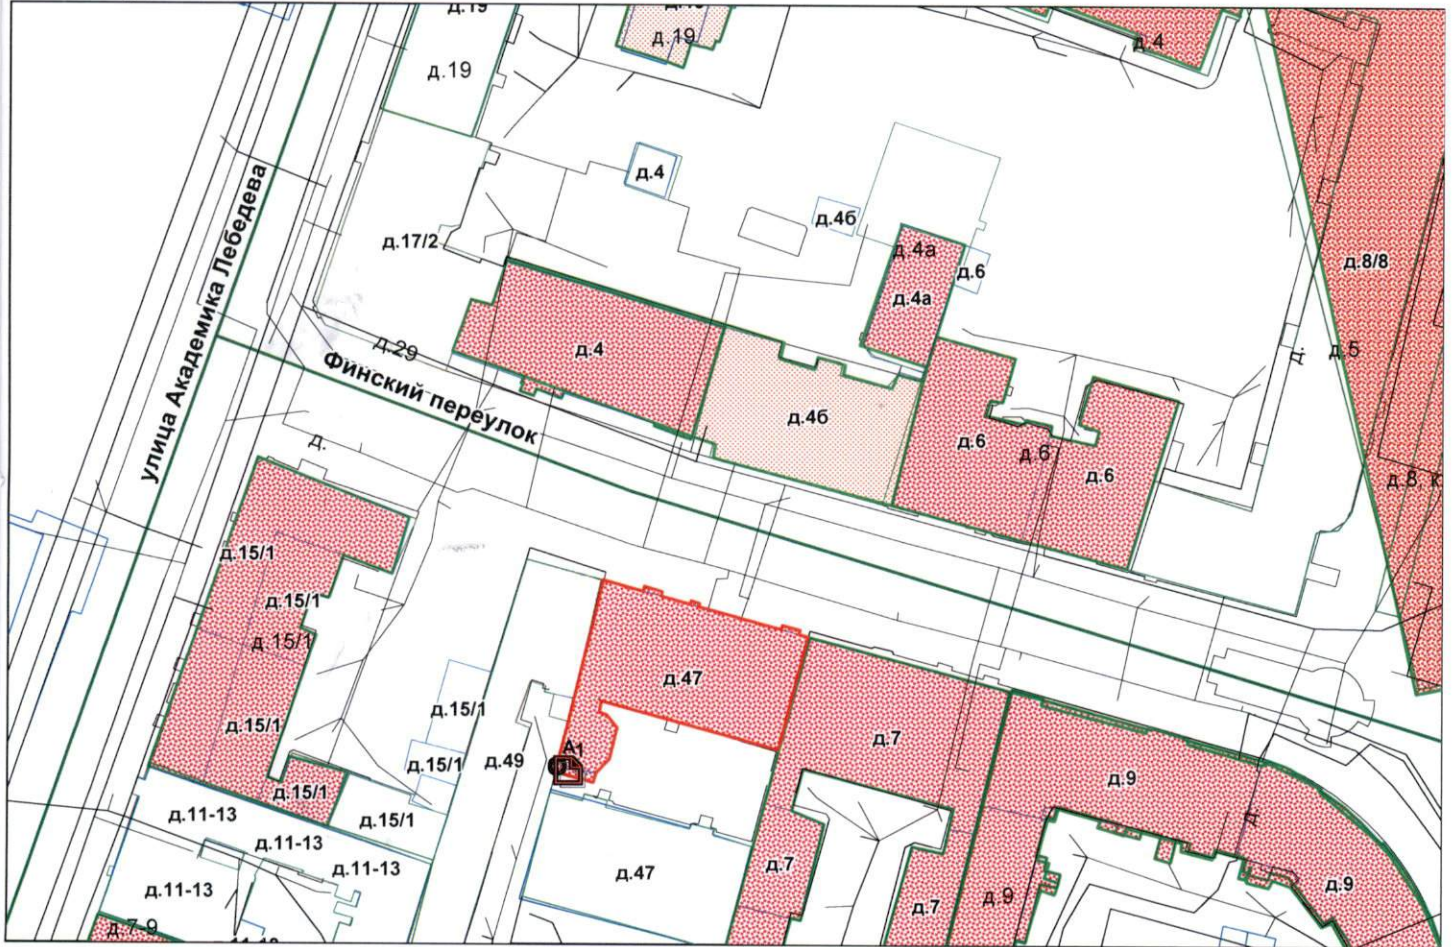 д.19
д.19
д.19
д.4
д.4
д.4б
д.17/2
д.4а
д.6
д.8/8
д.4а
улица Академика Лебедева
д.29
д.4
д.
д.5
Финский переулок
д.4б
д.6
д.6
д.6
д.
д.8, к
д.15/1
д.15/1
д.15/1
д.47
д.15/1
д.15/1
д.7
д.49
А1
д.15/1
д.9
д.15/1
д.11-13
д.15/1
д.
д.11-13
д.11-13
д.47
д.7
д.11-13
д.9
д.9
д.7
д.7-9